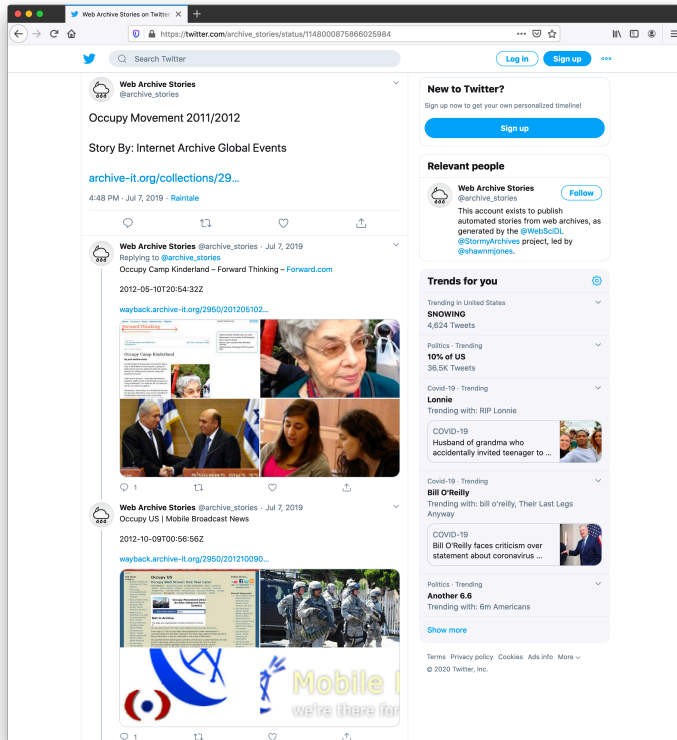 Web Archive Stories on Twitter
https://twitter.com/archive_stories/status/1148000875866025984
Search Twitter
Log in
Sign up
Web Archive Stories
@archive_stories
Occupy Movement 2011/2012
Story By: Internet Archive Global Events
archive-it.org/collections/29...
4:48 PM · Jul 7, 2019 · Raintale
Web Archive Stories @archive_stories · Jul 7, 2019
Replying to @archive_stories
Occupy Camp Kinderland – Forward Thinking – Forward.com
2012-05-10T20:54:32Z
wayback.archive-it.org/2950/201205102...
Forward Thinking
Occupy Camp Kinderland
1
Web Archive Stories @archive_stories · Jul 7, 2019
Occupy US | Mobile Broadcast News
2012-10-09T00:56:56Z
wayback.archive-it.org/2950/201210090...
Occupy US
Not in Archive
Mobile
we're there for
1
New to Twitter?
Sign up now to get your own personalized timeline!
Sign up
Relevant people
Web Archive Stories
@archive_stories
Follow
This account exists to publish
automated stories from web archives, as
generated by the @WebSciDL
@StormyArchives project, led by
@shawnmjones.
Trends for you
Trending in United States
SNOWING
4,624 Tweets
Politics · Trending
10% of US
36.5K Tweets
Covid-19 · Trending
Lonnie
Trending with: RIP Lonnie
COVID-19
Husband of grandma who
accidentally invited teenager to ...
Covid-19 · Trending
Bill O'Reilly
Trending with: bill o'reilly, Their Last Legs
Anyway
COVID-19
Bill O'Reilly faces criticism over
statement about coronavirus ...
Politics · Trending
Another 6.6
Trending with: 6m Americans
Show more
Terms Privacy policy Cookies Ads info More
© 2020 Twitter, Inc.